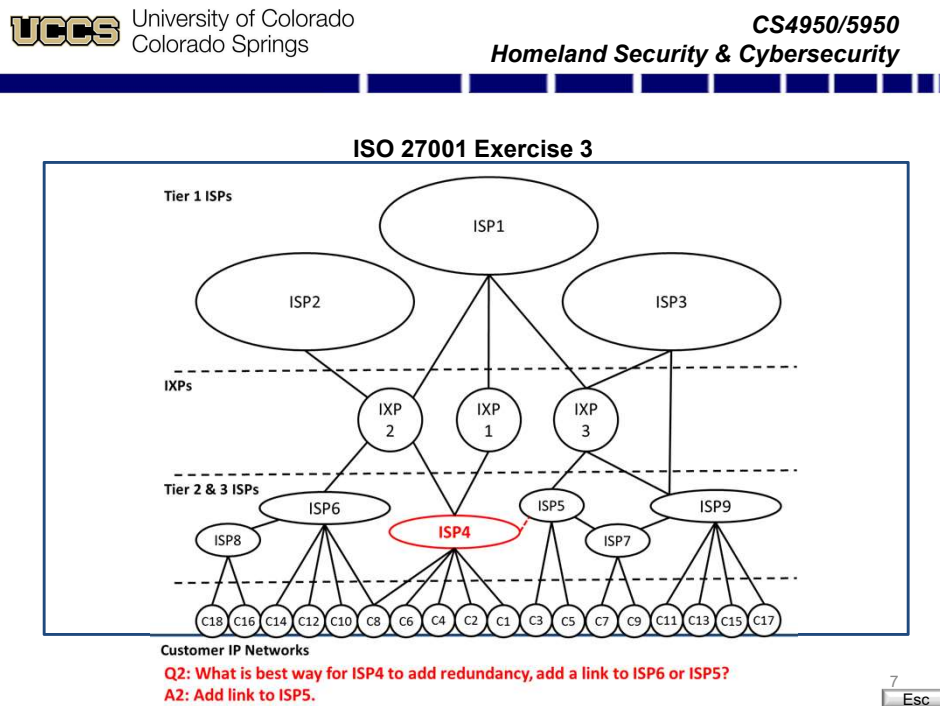 UCCS
University of Colorado
Colorado Springs
CS4950/5950
Homeland Security & Cybersecurity
ISO 27001 Exercise 3
Tier 1 ISPs
ISP1
ISP2
ISP3
IXPs
IXP
2
IXP
1
IXP
3
Tier 2 & 3 ISPs
ISP6
ISP5
ISP9
ISP4
ISP8
ISP7
C18
C16
C14
C12
C10
C8
C6
C4
C2
C1
C3
C5
C7
C9
C11
C13
C15
C17
Customer IP Networks
Q2: What is best way for ISP4 to add redundancy, add a link to ISP6 or ISP5?
A2: Add link to ISP5.
7
Esc